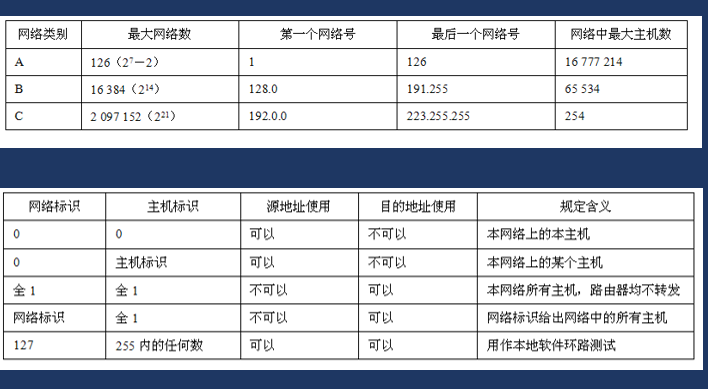 网络类别 最大网络数 第一个网络号 最后一个网络号 网络中最大主机数
A 126（2⁷－2） 1 126 16 777 214
B 16 384（2¹⁴） 128.0 191.255 65 534
C 2 097 152（2²¹） 192.0.0 223.255.255 254
网络标识 主机标识 源地址使用 目的地址使用 规定含义
0 0 可以 不可以 本网络上的本主机
0 主机标识 可以 不可以 本网络上的某个主机
全 1 全 1 不可以 可以 本网络所有主机，路由器均不转发
网络标识 全 1 不可以 可以 网络标识给出网络中的所有主机
127 255 内的任何数 可以 可以 用作本地软件环路测试